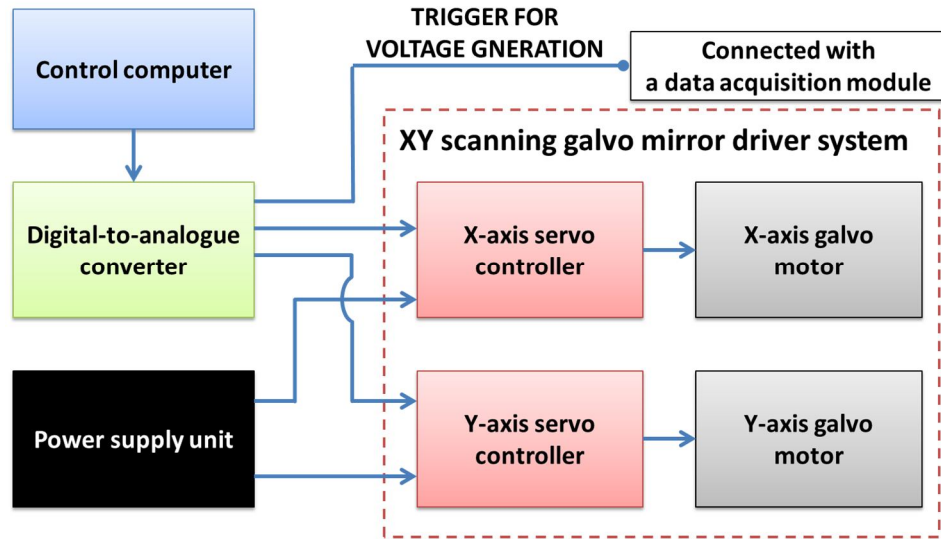 Control computer
TRIGGER FOR
VOLTAGE GNERATION
Connected with
a data acquisition module
XY scanning galvo mirror driver system
Digital-to-analogue
converter
X-axis servo
controller
X-axis galvo
motor
Power supply unit
Y-axis servo
controller
Y-axis galvo
motor